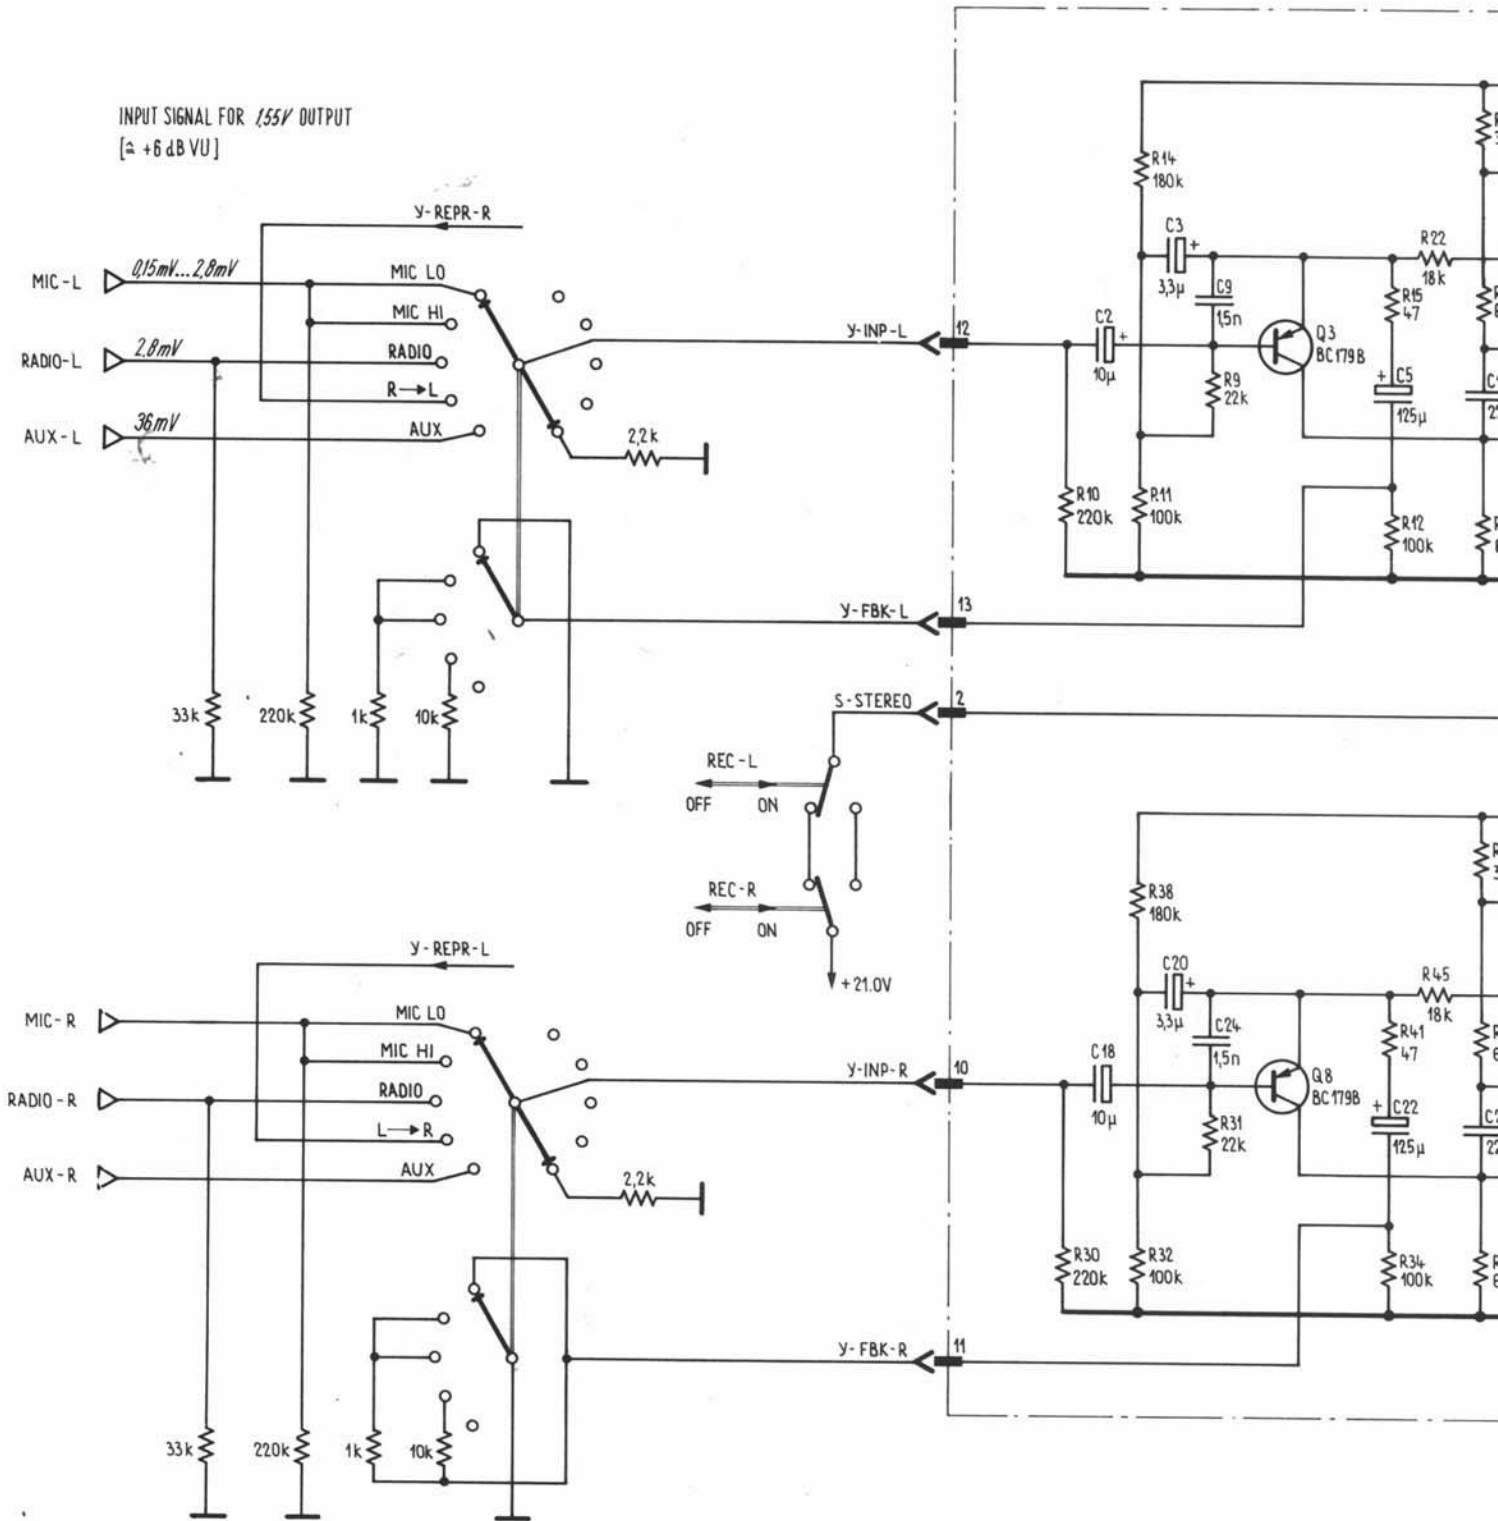 INPUT SIGNAL FOR 1,55V OUTPUT
[≙ +6 dB VU]
Y-REPR-R
MIC-L
0,15mV...2,8mV
MIC LO
MIC HI
RADIO-L
2,8mV
RADIO
R→L
AUX-L
36mV
AUX
2,2k
Y-INP-L
12
R14
180k
C3
+
3,3µ
C9
1,5n
C2
+
10µ
R9
22k
Q3
BC179B
R22
18k
R15
47
+ C5
125µ
R10
220k
R11
100k
R12
100k
33k
220k
1k
10k
Y-FBK-L
13
S-STEREO
2
REC-L
OFF
ON
REC-R
OFF
ON
+21.0V
Y-REPR-L
MIC-R
MIC LO
MIC HI
RADIO-R
RADIO
L→R
AUX-R
AUX
2,2k
Y-INP-R
10
R38
180k
C20
+
3,3µ
C24
1,5n
C18
10µ
R31
22k
Q8
BC179B
R45
18k
R41
47
+ C22
125µ
R30
220k
R32
100k
R34
100k
33k
220k
1k
10k
Y-FBK-R
11